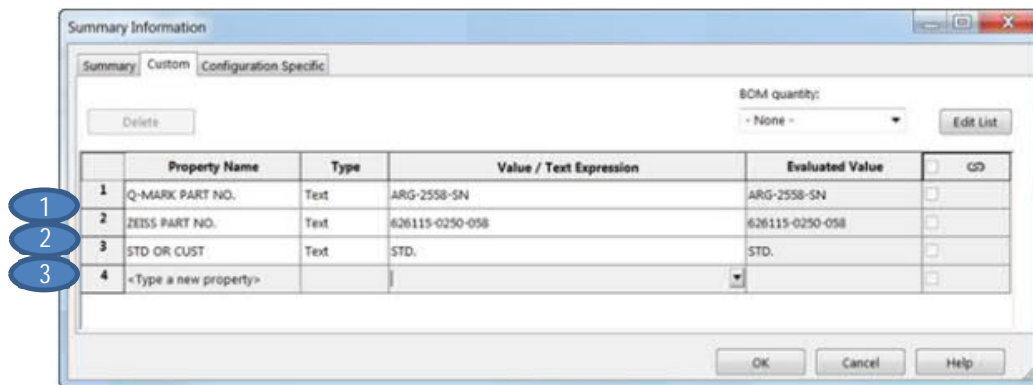 Summary Information
Summary Custom Configuration Specific
BOM quantity:
Delete - None - Edit List
Property Name Type Value / Text Expression Evaluated Value
1 Q-MARK PART NO. Text ARG-2558-SN ARG-2558-SN
1
2 ZEISS PART NO. Text 626115-0250-058 626115-0250-058
2
3 STD OR CUST Text STD. STD.
3
4 <Type a new property>
OK Cancel Help